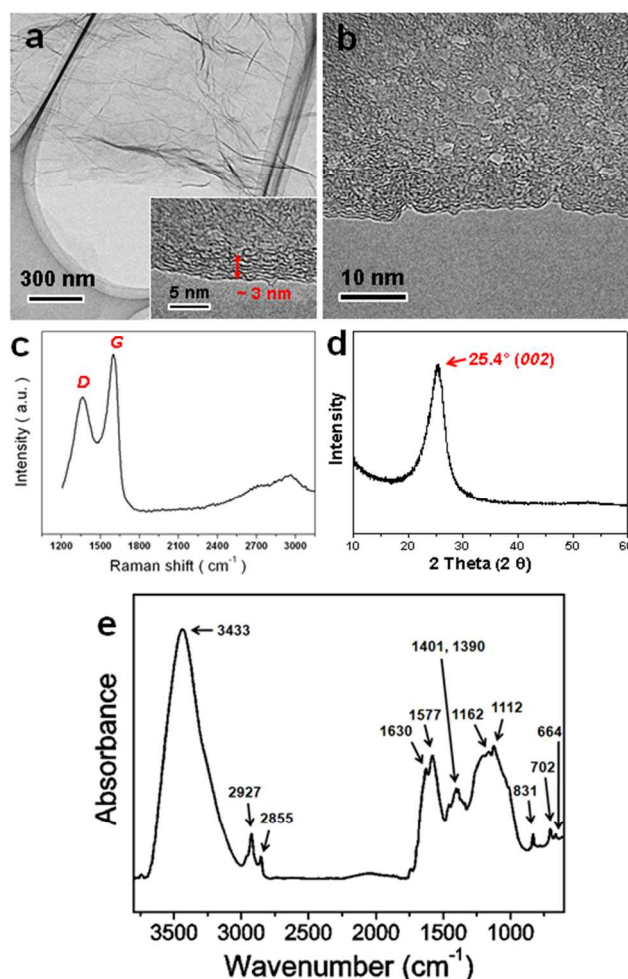 a
300 nm
5 nm
~ 3 nm
b
10 nm
c
D
G
Intensity ( a.u. )
1200 1500 1800 2100 2400 2700 3000
Raman shift ( cm-1 )
d
25.4° (002)
Intensity
10 20 30 40 50 60
2 Theta (2 θ)
e
3433
2927
2855
1630
1577
1401, 1390
1162
1112
831
702
664
Absorbance
3500 3000 2500 2000 1500 1000
Wavenumber (cm-1)